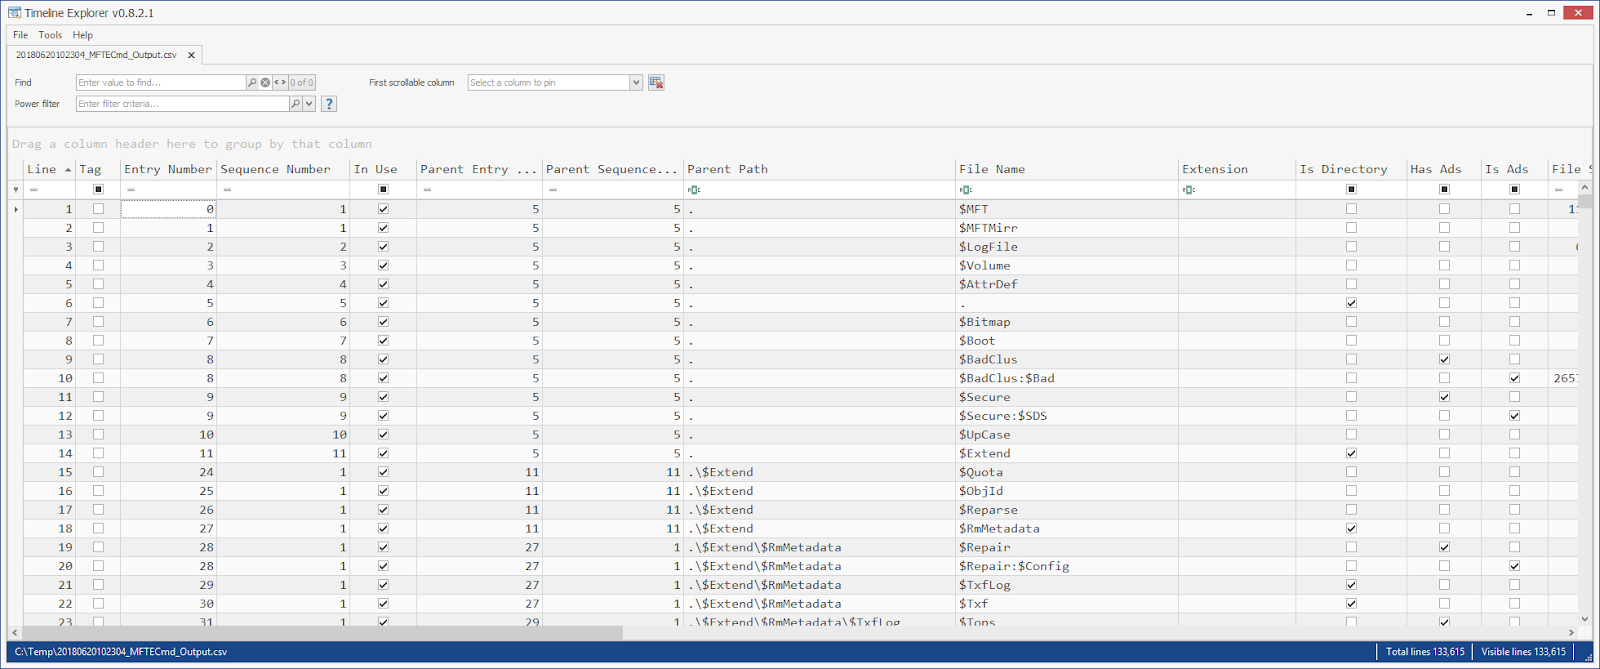 Timeline Explorer v0.8.2.1
File Tools Help
20180620102304_MFTECmd_Output.csv
Find Enter value to find... 0 of 0 First scrollable column Select a column to pin
Power filter Enter filter criteria... ?
Drag a column header here to group by that column
Line Tag Entry Number Sequence Number In Use Parent Entry ... Parent Sequence... Parent Path File Name Extension Is Directory Has Ads Is Ads File S
= = = = = =
1 0 1 5 5 . $MFT 1
2 1 1 5 5 . $MFTMirr
3 2 2 5 5 . $LogFile
4 3 3 5 5 . $Volume
5 4 4 5 5 . $AttrDef
6 5 5 5 5 . .
7 6 6 5 5 . $Bitmap
8 7 7 5 5 . $Boot
9 8 8 5 5 . $BadClus
10 8 8 5 5 . $BadClus:$Bad 2657
11 9 9 5 5 . $Secure
12 9 9 5 5 . $Secure:$SDS
13 10 10 5 5 . $UpCase
14 11 11 5 5 . $Extend
15 24 1 11 11 .\$Extend $Quota
16 25 1 11 11 .\$Extend $ObjId
17 26 1 11 11 .\$Extend $Reparse
18 27 1 11 11 .\$Extend $RmMetadata
19 28 1 27 1 .\$Extend\$RmMetadata $Repair
20 28 1 27 1 .\$Extend\$RmMetadata $Repair:$Config
21 29 1 27 1 .\$Extend\$RmMetadata $TxfLog
22 30 1 27 1 .\$Extend\$RmMetadata $Txf
23 31 1 29 1 .\$Extend\$RmMetadata\$TxfLog $Tops
C:\Temp\20180620102304_MFTECmd_Output.csv Total lines 133,615 Visible lines 133,615